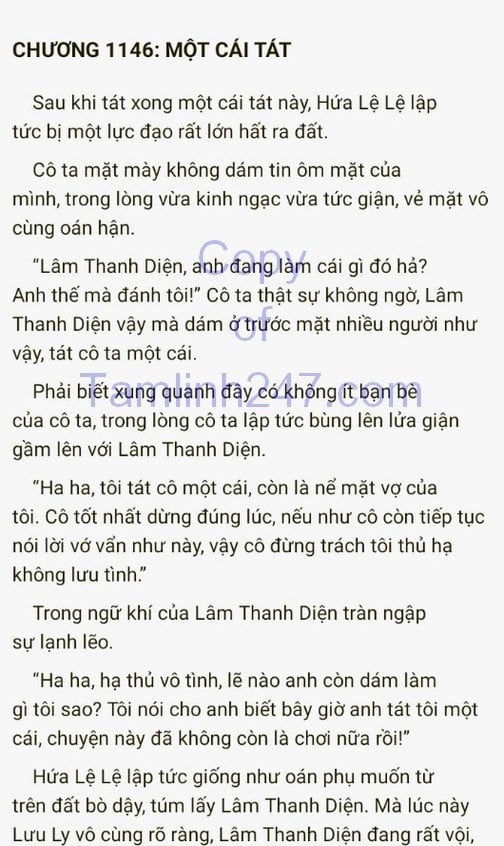 CHƯƠNG 1146: MỘT CÁI TÁT
Sau khi tát xong một cái tát này, Hứa Lệ Lệ lập
tức bị một lực đạo rất lớn hất ra đất.
Cô ta mặt mày không dám tin ôm mặt của
mình, trong lòng vừa kinh ngạc vừa tức giận, vẻ mặt vô
cùng oán hận.
“Lâm Thanh Diện, anh đang làm cái gì đó hả?
Anh thế mà đánh tôi!” Cô ta thật sự không ngờ, Lâm
Thanh Diện vậy mà dám ở trước mặt nhiều người như
vậy, tát cô ta một cái.
Phải biết xung quanh đây có không ít bạn bè
của cô ta, trong lòng cô ta lập tức bùng lên lửa giận
gầm lên với Lâm Thanh Diện.
“Ha ha, tôi tát cô một cái, còn là nể mặt vợ của
tôi. Cô tốt nhất dừng đúng lúc, nếu như cô còn tiếp tục
nói lời vớ vẩn như này, vậy cô đừng trách tôi thủ hạ
không lưu tình.”
Trong ngữ khí của Lâm Thanh Diện tràn ngập
sự lạnh lẽo.
“Ha ha, hạ thủ vô tình, lẽ nào anh còn dám làm
gì tôi sao? Tôi nói cho anh biết bây giờ anh tát tôi một
cái, chuyện này đã không còn là chơi nữa rồi!”
Hứa Lệ Lệ lập tức giống như oán phụ muốn từ
trên đất bò dậy, túm lấy Lâm Thanh Diện. Mà lúc này
Lưu Ly vô cùng rõ ràng, Lâm Thanh Diện đang rất vội,
Copy
of
Tamlinh247.com